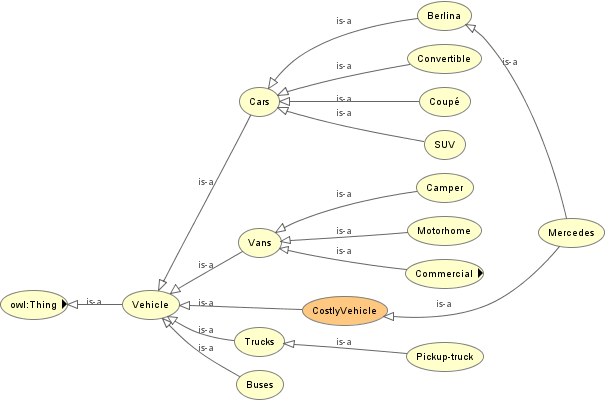 Berlina
is-a
Convertible
is-a
is-a
Cars
is-a
Coupé
is-a
SUV
is-a
Camper
is-a
Motorhome
is-a
Mercedes
Vans
is-a
Commercial
is-a
owl:Thing
is-a
Vehicle
is-a
CostlyVehicle
is-a
is-a
Trucks
is-a
Pickup-truck
is-a
Buses